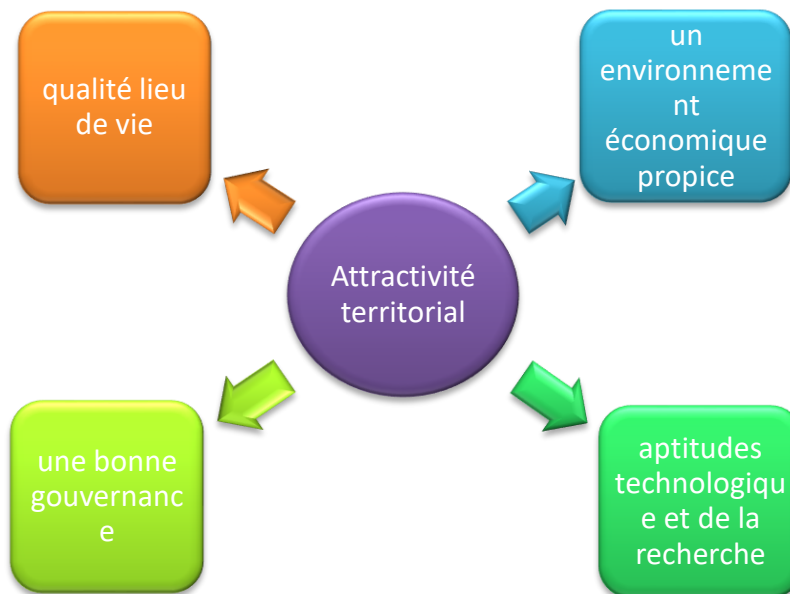 qualité lieu
de vie
un
environneme
nt
économique
propice
Attractivité
territorial
une bonne
gouvernanc
e
aptitudes
technologiqu
e et de la
recherche